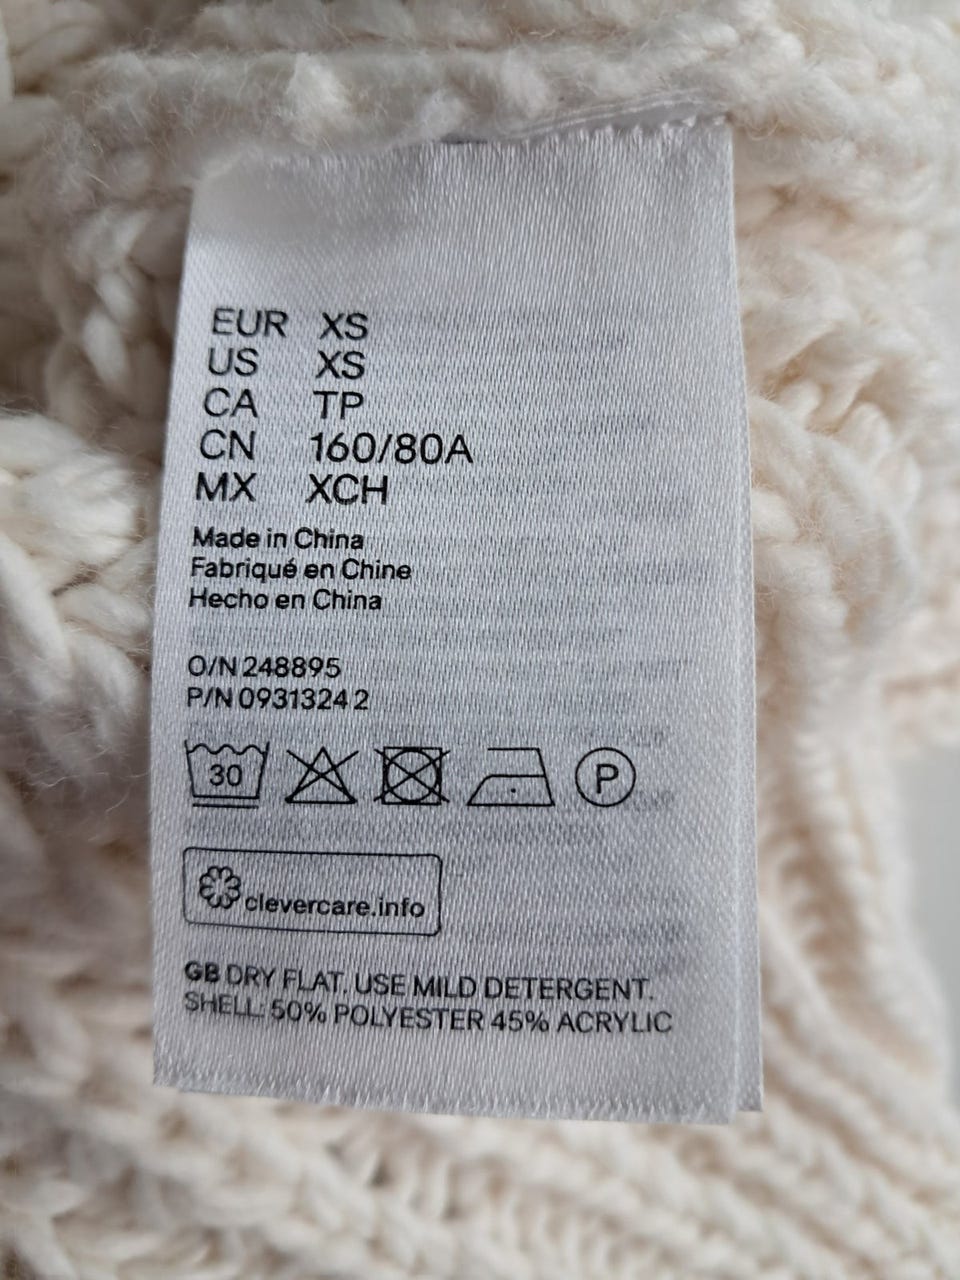 EUR XS
US XS
CA TP
CN 160/80A
MX XCH
Made in China
Fabriqué en Chine
Hecho en China
O/N 248895
P/N 0931324 2
30
P
clevercare.info
GB DRY FLAT. USE MILD DETERGENT.
SHELL: 50% POLYESTER 45% ACRYLIC